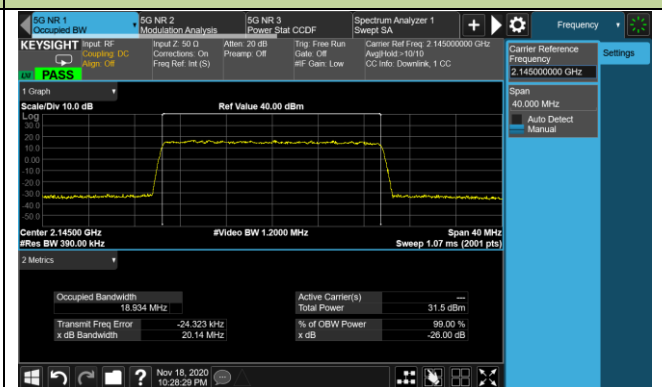 5G NR 1
Occupied BW
5G NR 2
Modulation Analysis
5G NR 3
Power Stat CCDF
Spectrum Analyzer 1
Swept SA
+
Frequency
KEYSIGHT
Input: RF
Coupling: DC
Align: Off
Input Z: 50 Ω
Corrections: On
Freq Ref: Int (S)
Atten: 20 dB
Preamp: Off
Trig: Free Run
Gate: Off
#IF Gain: Low
Carrier Ref Freq: 2.145000000 GHz
Avg|Hold:>10/10
CC Info: Downlink, 1 CC
PASS
Carrier Reference
Frequency
2.145000000 GHz
Settings
Span
40.000 MHz
Auto Detect
Manual
1 Graph
Scale/Div 10.0 dB
Ref Value 40.00 dBm
Log
30.0
20.0
10.0
0.00
-10.0
-20.0
-30.0
-40.0
-50.0
Center 2.14500 GHz
#Video BW 1.2000 MHz
Span 40 MHz
#Res BW 390.00 kHz
Sweep 1.07 ms (2001 pts)
2 Metrics
Occupied Bandwidth
18.934 MHz
Active Carrier(s)
---
Total Power
31.5 dBm
Transmit Freq Error
-24.323 kHz
% of OBW Power
99.00 %
x dB Bandwidth
20.14 MHz
x dB
-26.00 dB
?
Nov 18, 2020
10:28:29 PM